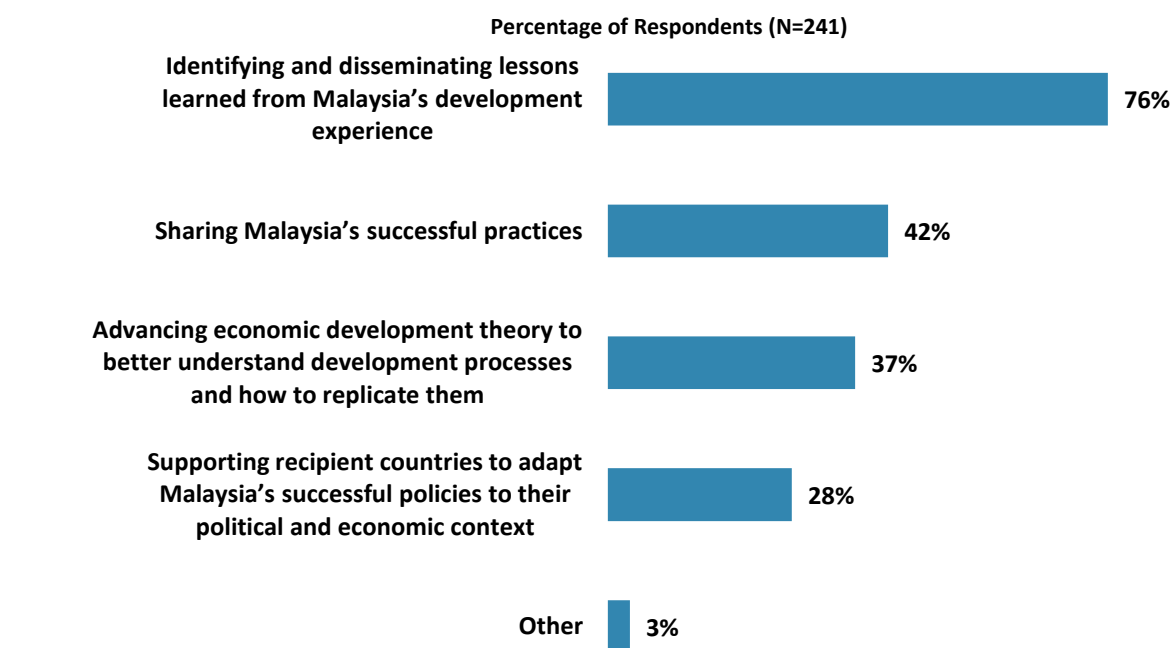 Percentage of Respondents (N=241)
Identifying and disseminating lessons
learned from Malaysia’s development
experience
76%
Sharing Malaysia’s successful practices
42%
Advancing economic development theory to
better understand development processes
and how to replicate them
37%
Supporting recipient countries to adapt
Malaysia’s successful policies to their
political and economic context
28%
Other
3%